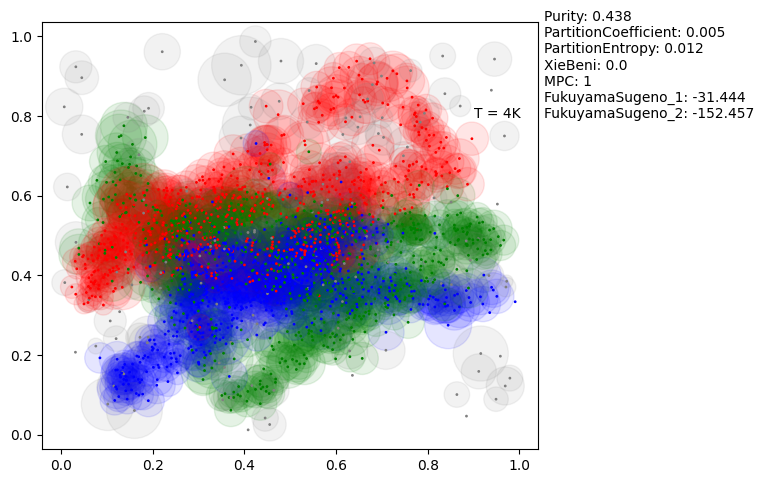 Purity: 0.438
PartitionCoefficient: 0.005
PartitionEntropy: 0.012
XieBeni: 0.0
MPC: 1
FukuyamaSugeno_1: -31.444
FukuyamaSugeno_2: -152.457
T = 4K
1.0
0.8
0.6
0.4
0.2
0.0
0.0 0.2 0.4 0.6 0.8 1.0